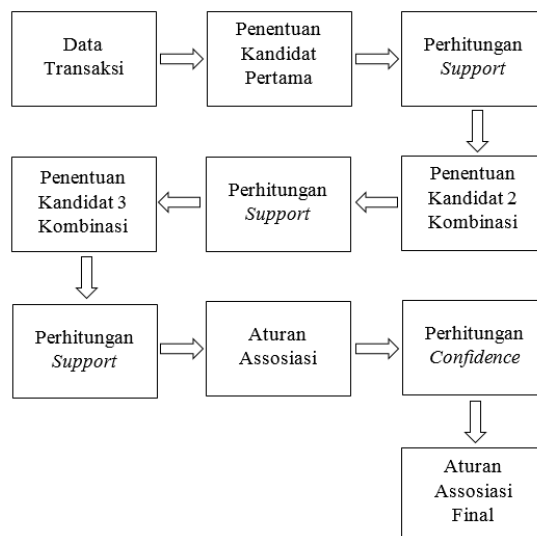 Data
Transaksi
Penentuan
Kandidat
Pertama
Perhitungan
Support
Penentuan
Kandidat 2
Kombinasi
Perhitungan
Support
Penentuan
Kandidat 3
Kombinasi
Perhitungan
Support
Aturan
Assosiasi
Perhitungan
Confidence
Aturan
Assosiasi
Final